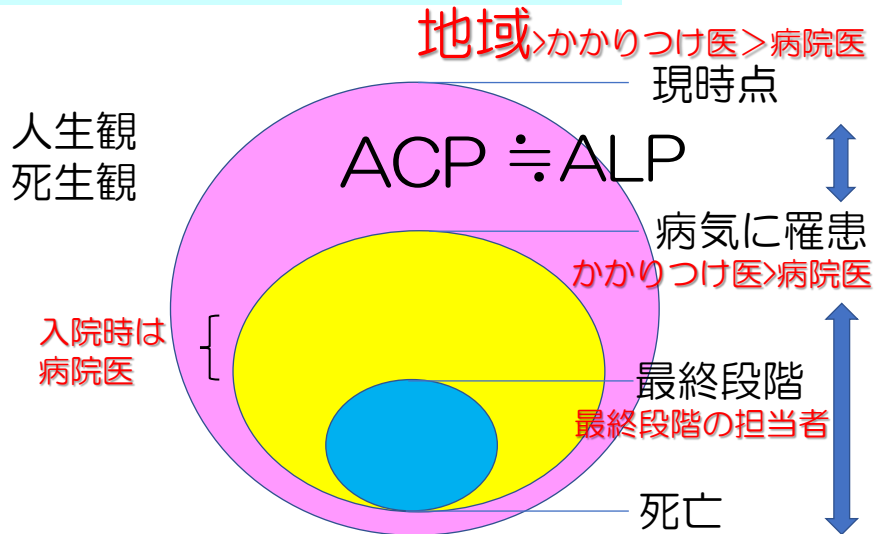 地域>かかりつけ医＞病院医
現時点
人生観
死生観
ACP ≒ALP
病気に罹患
かかりつけ医>病院医
入院時は
病院医
最終段階
最終段階の担当者
死亡